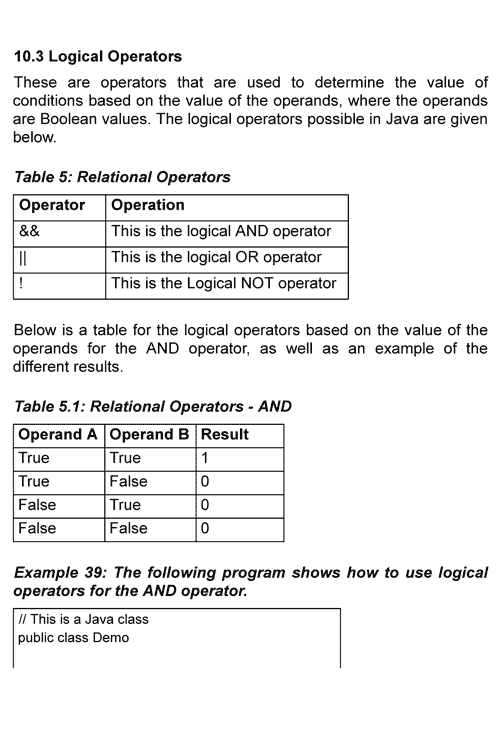 10.3 Logical Operators
These are operators that are used to determine the value of
conditions based on the value of the operands, where the operands
are Boolean values. The logical operators possible in Java are given
below.
Table 5: Relational Operators
Operator Operation
&& This is the logical AND operator
|| This is the logical OR operator
! This is the Logical NOT operator
Below is a table for the logical operators based on the value of the
operands for the AND operator, as well as an example of the
different results.
Table 5.1: Relational Operators - AND
Operand A Operand B Result
True True 1
True False 0
False True 0
False False 0
Example 39: The following program shows how to use logical
operators for the AND operator.
// This is a Java class
public class Demo